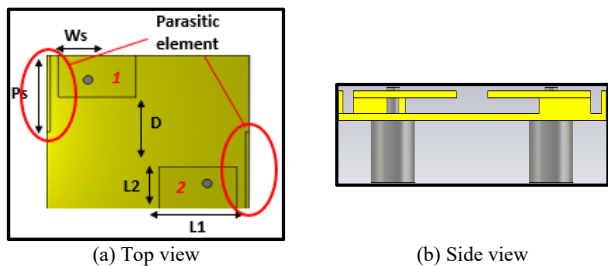 Parasitic
element
Ws
1
Ps
D
L2
2
L1
(a) Top view
(b) Side view